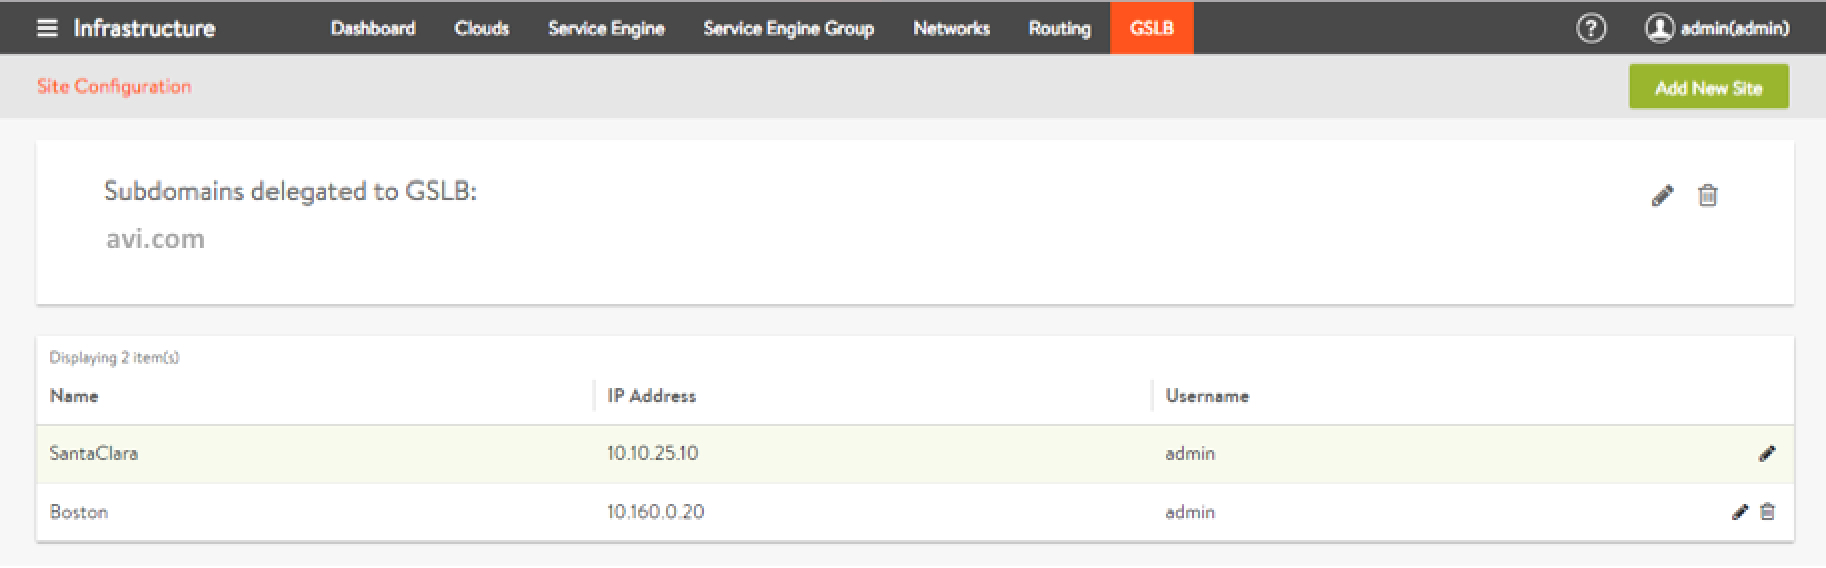 Infrastructure Dashboard Clouds Service Engine Service Engine Group Networks Routing GSLB ? admin(admin)
Site Configuration Add New Site
Subdomains delegated to GSLB:
avi.com
Displaying 2 item(s)
Name IP Address Username
SantaClara 10.10.25.10 admin
Boston 10.160.0.20 admin